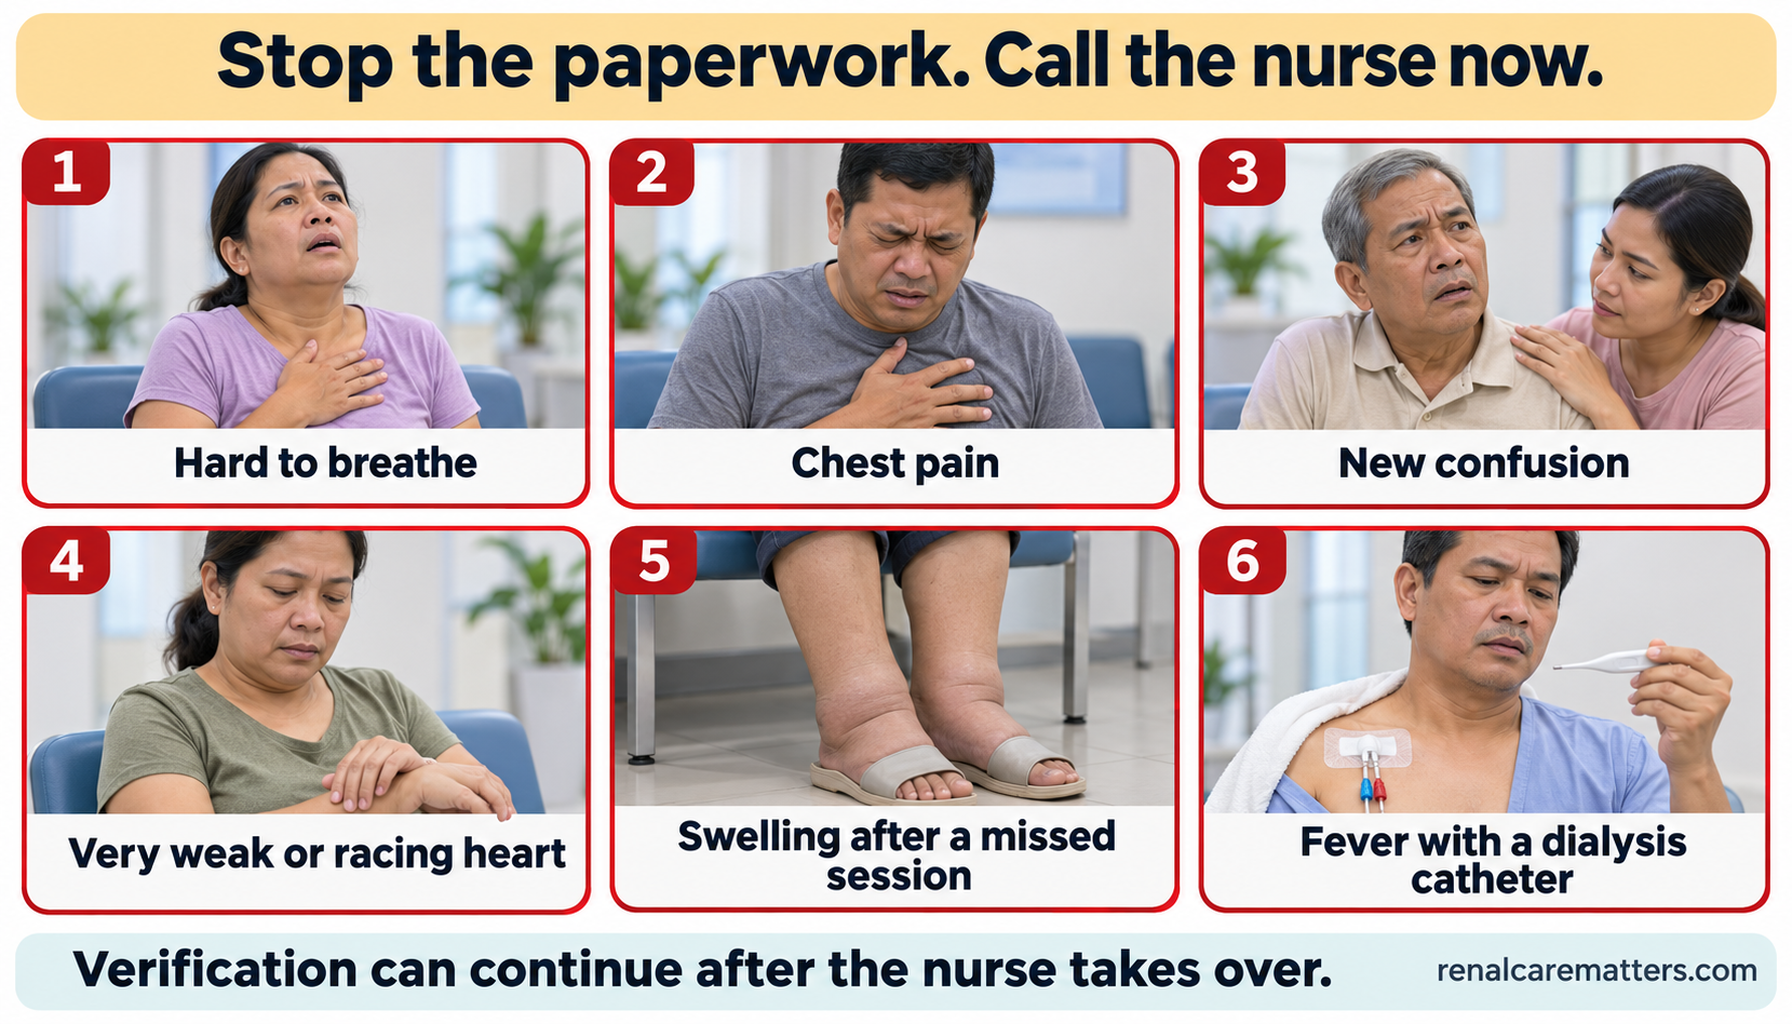 Stop the paperwork. Call the nurse now.
1
Hard to breathe
2
Chest pain
3
New confusion
4
Very weak or racing heart
5
Swelling after a missed
session
6
Fever with a dialysis
catheter
Verification can continue after the nurse takes over.
renalcarematters.com